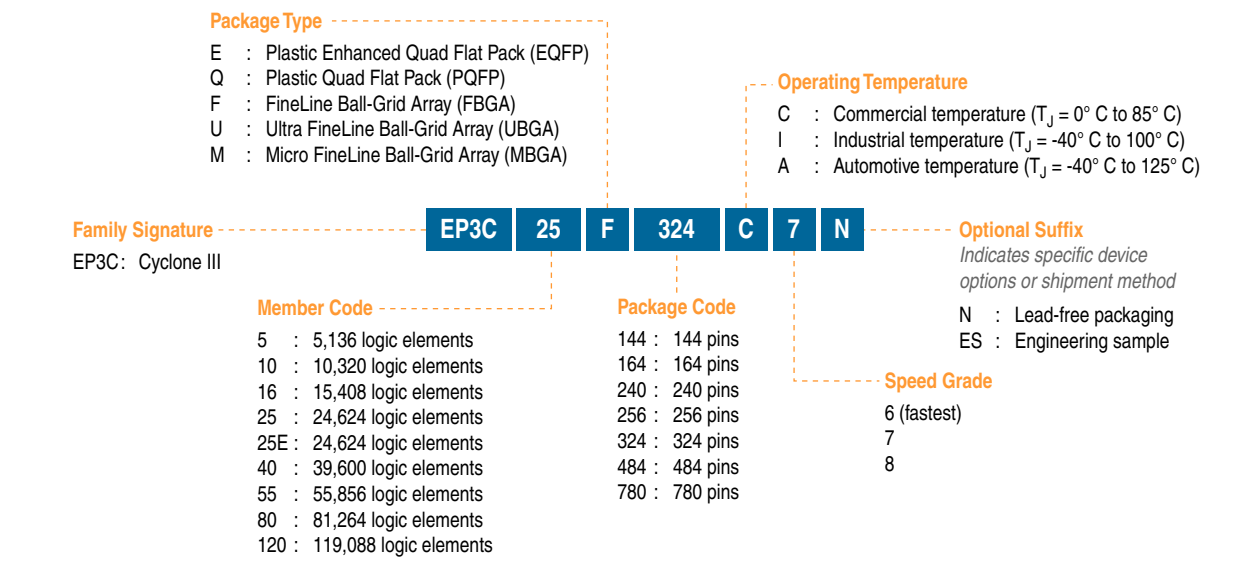 Package Type
E : Plastic Enhanced Quad Flat Pack (EQFP)
Q : Plastic Quad Flat Pack (PQFP)
F : FineLine Ball-Grid Array (FBGA)
U : Ultra FineLine Ball-Grid Array (UBGA)
M : Micro FineLine Ball-Grid Array (MBGA)
Operating Temperature
C : Commercial temperature (TJ = 0° C to 85° C)
I : Industrial temperature (TJ = -40° C to 100° C)
A : Automotive temperature (TJ = -40° C to 125° C)
EP3C 25 F 324 C 7 N
Family Signature
EP3C : Cyclone III
Optional Suffix
Indicates specific device
options or shipment method
N : Lead-free packaging
ES : Engineering sample
Member Code
5 : 5,136 logic elements
10 : 10,320 logic elements
16 : 15,408 logic elements
25 : 24,624 logic elements
25E : 24,624 logic elements
40 : 39,600 logic elements
55 : 55,856 logic elements
80 : 81,264 logic elements
120 : 119,088 logic elements
Package Code
144 : 144 pins
164 : 164 pins
240 : 240 pins
256 : 256 pins
324 : 324 pins
484 : 484 pins
780 : 780 pins
Speed Grade
6 (fastest)
7
8